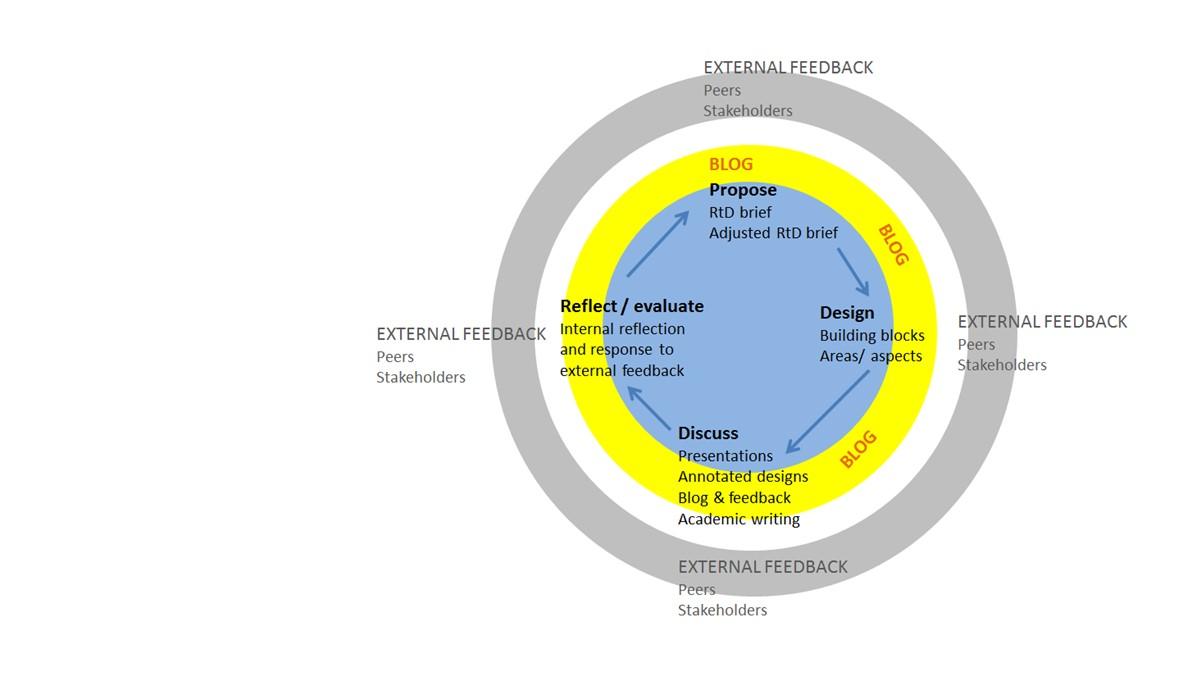 EXTERNAL FEEDBACK
Peers
Stakeholders
BLOG
Propose
RtD brief
Adjusted RtD brief
BLOG
Reflect / evaluate
Internal reflection
and response to
external feedback
Design
Building blocks
Areas/ aspects
EXTERNAL FEEDBACK
Peers
Stakeholders
EXTERNAL FEEDBACK
Peers
Stakeholders
Discuss
Presentations
Annotated designs
Blog & feedback
Academic writing
BLOG
EXTERNAL FEEDBACK
Peers
Stakeholders